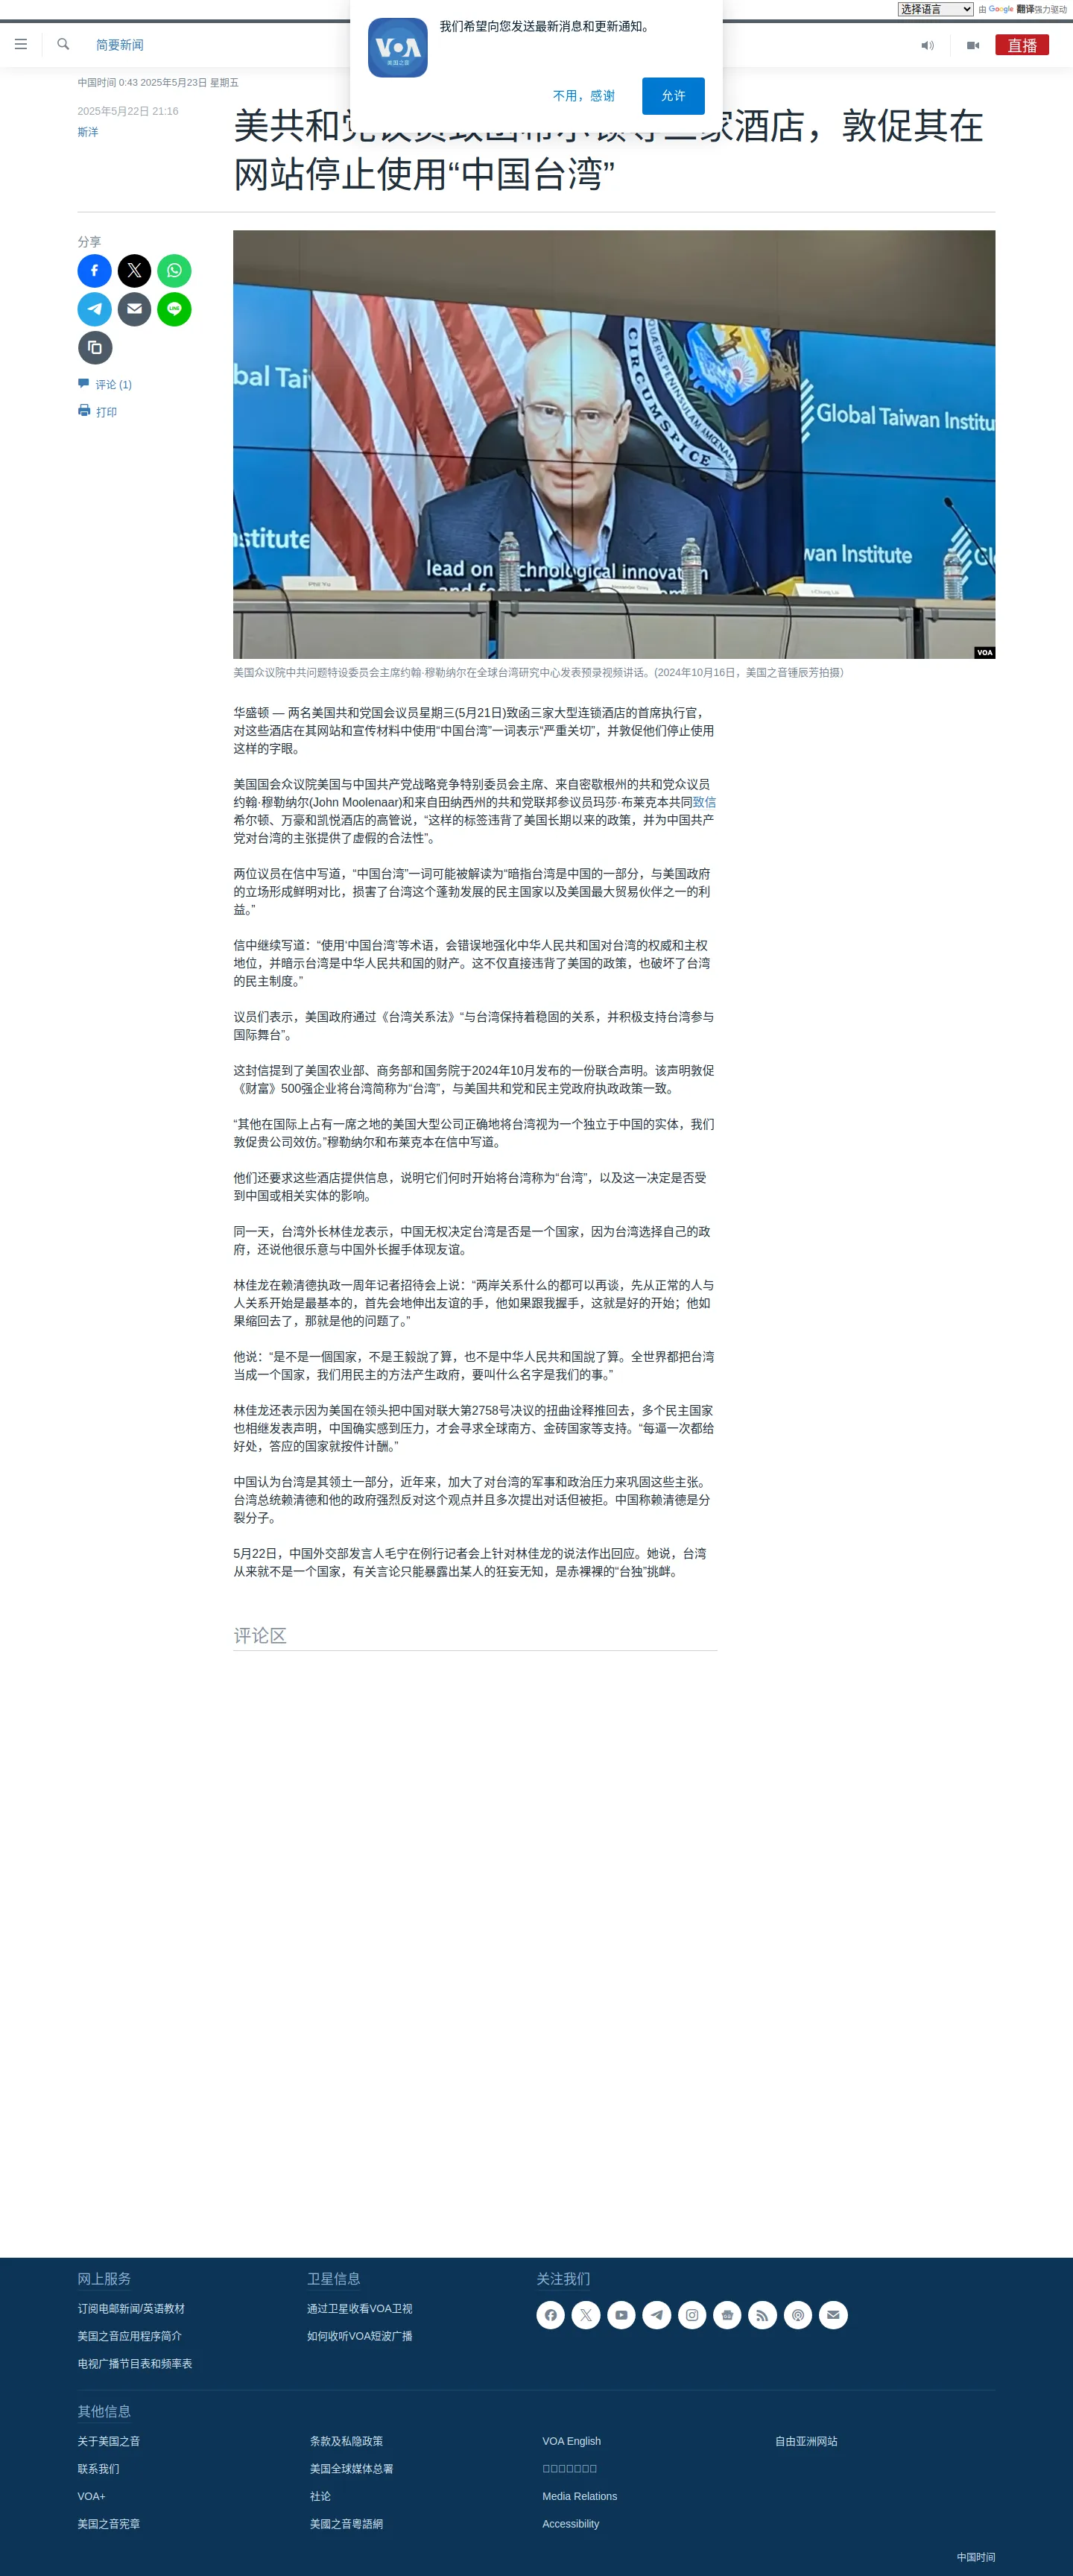 选择语言 由 Google 翻译强力驱动
我们希望向您发送最新消息和更新通知。
VOA
美国之音
不用，感谢
允许
简要新闻
直播
中国时间 0:43 2025年5月23日 星期五
2025年5月22日 21:16
斯洋
美共和党议员致函希尔顿等三家酒店，敦促其在
网站停止使用“中国台湾”
分享
评论 (1)
打印
bal Tai
CIRCUMSPICE
Global Taiwan Institute
Institute
wan Institute
lead on technological innovation
VOA
美国众议院中共问题特设委员会主席约翰·穆勒纳尔在全球台湾研究中心发表预录视频讲话。(2024年10月16日，美国之音锺辰芳拍摄）
华盛顿 — 两名美国共和党国会议员星期三(5月21日)致函三家大型连锁酒店的首席执行官，
对这些酒店在其网站和宣传材料中使用“中国台湾”一词表示“严重关切”，并敦促他们停止使用
这样的字眼。
美国国会众议院美国与中国共产党战略竞争特别委员会主席、来自密歇根州的共和党众议员
约翰·穆勒纳尔(John Moolenaar)和来自田纳西州的共和党联邦参议员玛莎·布莱克本共同致信
希尔顿、万豪和凯悦酒店的高管说，“这样的标签违背了美国长期以来的政策，并为中国共产
党对台湾的主张提供了虚假的合法性”。
两位议员在信中写道，“中国台湾”一词可能被解读为“暗指台湾是中国的一部分，与美国政府
的立场形成鲜明对比，损害了台湾这个蓬勃发展的民主国家以及美国最大贸易伙伴之一的利
益。”
信中继续写道：“使用‘中国台湾’等术语，会错误地强化中华人民共和国对台湾的权威和主权
地位，并暗示台湾是中华人民共和国的财产。这不仅直接违背了美国的政策，也破坏了台湾
的民主制度。”
议员们表示，美国政府通过《台湾关系法》“与台湾保持着稳固的关系，并积极支持台湾参与
国际舞台”。
这封信提到了美国农业部、商务部和国务院于2024年10月发布的一份联合声明。该声明敦促
《财富》500强企业将台湾简称为“台湾”，与美国共和党和民主党政府执政政策一致。
“其他在国际上占有一席之地的美国大型公司正确地将台湾视为一个独立于中国的实体，我们
敦促贵公司效仿。”穆勒纳尔和布莱克本在信中写道。
他们还要求这些酒店提供信息，说明它们何时开始将台湾称为“台湾”，以及这一决定是否受
到中国或相关实体的影响。
同一天，台湾外长林佳龙表示，中国无权决定台湾是否是一个国家，因为台湾选择自己的政
府，还说他很乐意与中国外长握手体现友谊。
林佳龙在赖清德执政一周年记者招待会上说：“两岸关系什么的都可以再谈，先从正常的人与
人关系开始是最基本的，首先会地伸出友谊的手，他如果跟我握手，这就是好的开始；他如
果缩回去了，那就是他的问题了。”
他说：“是不是一個国家，不是王毅說了算，也不是中华人民共和国說了算。全世界都把台湾
当成一个国家，我们用民主的方法产生政府，要叫什么名字是我们的事。”
林佳龙还表示因为美国在领头把中国对联大第2758号决议的扭曲诠释推回去，多个民主国家
也相继发表声明，中国确实感到压力，才会寻求全球南方、金砖国家等支持。“每逼一次都给
好处，答应的国家就按件计酬。”
中国认为台湾是其领土一部分，近年来，加大了对台湾的军事和政治压力来巩固这些主张。
台湾总统赖清德和他的政府强烈反对这个观点并且多次提出对话但被拒。中国称赖清德是分
裂分子。
5月22日，中国外交部发言人毛宁在例行记者会上针对林佳龙的说法作出回应。她说，台湾
从来就不是一个国家，有关言论只能暴露出某人的狂妄无知，是赤裸裸的“台独”挑衅。
评论区
网上服务
订阅电邮新闻/英语教材
美国之音应用程序简介
电视广播节目表和频率表
卫星信息
通过卫星收看VOA卫视
如何收听VOA短波广播
关注我们
其他信息
关于美国之音
联系我们
VOA+
美国之音宪章
条款及私隐政策
美国全球媒体总署
社论
美國之音粵語網
VOA English
Media Relations
Accessibility
自由亚洲网站
中国时间